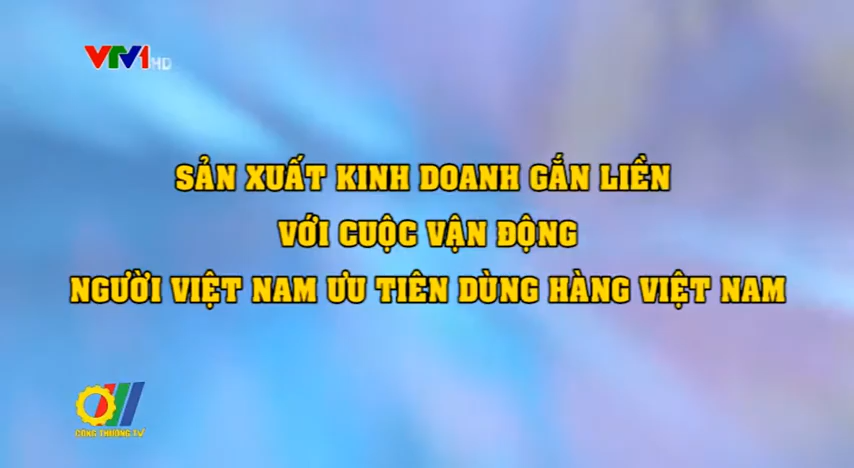 VTV1 HD
SẢN XUẤT KINH DOANH GẮN LIỀN
VỚI CUỘC VẬN ĐỘNG
NGƯỜI VIỆT NAM ƯU TIÊN DÙNG HÀNG VIỆT NAM
CÔNG THƯƠNG TV